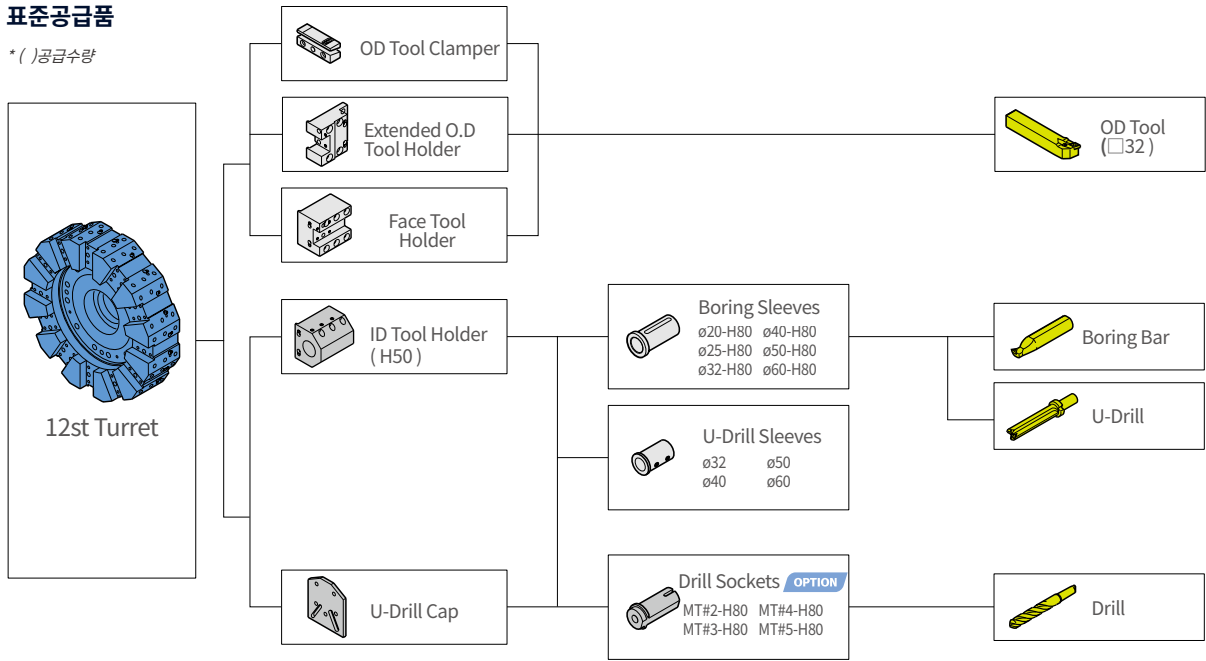 표준공급품
* ( )공급수량
12st Turret
OD Tool Clamper
Extended O.D
Tool Holder
Face Tool
Holder
ID Tool Holder
( H50 )
U-Drill Cap
Boring Sleeves
ø20-H80 ø40-H80
ø25-H80 ø50-H80
ø32-H80 ø60-H80
U-Drill Sleeves
ø32 ø50
ø40 ø60
Drill Sockets OPTION
MT#2-H80 MT#4-H80
MT#3-H80 MT#5-H80
OD Tool
(□32 )
Boring Bar
U-Drill
Drill